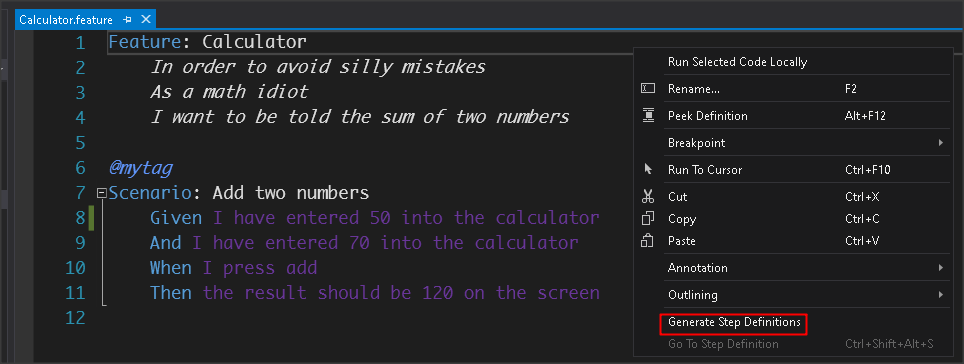 Calculator.feature
1 Feature: Calculator
2 In order to avoid silly mistakes
3 As a math idiot
4 I want to be told the sum of two numbers
5
6 @mytag
7 Scenario: Add two numbers
8 Given I have entered 50 into the calculator
9 And I have entered 70 into the calculator
10 When I press add
11 Then the result should be 120 on the screen
12
Run Selected Code Locally
Rename... F2
Peek Definition Alt+F12
Breakpoint
Run To Cursor Ctrl+F10
Cut Ctrl+X
Copy Ctrl+C
Paste Ctrl+V
Annotation
Outlining
Generate Step Definitions
Go To Step Definition Ctrl+Shift+Alt+S